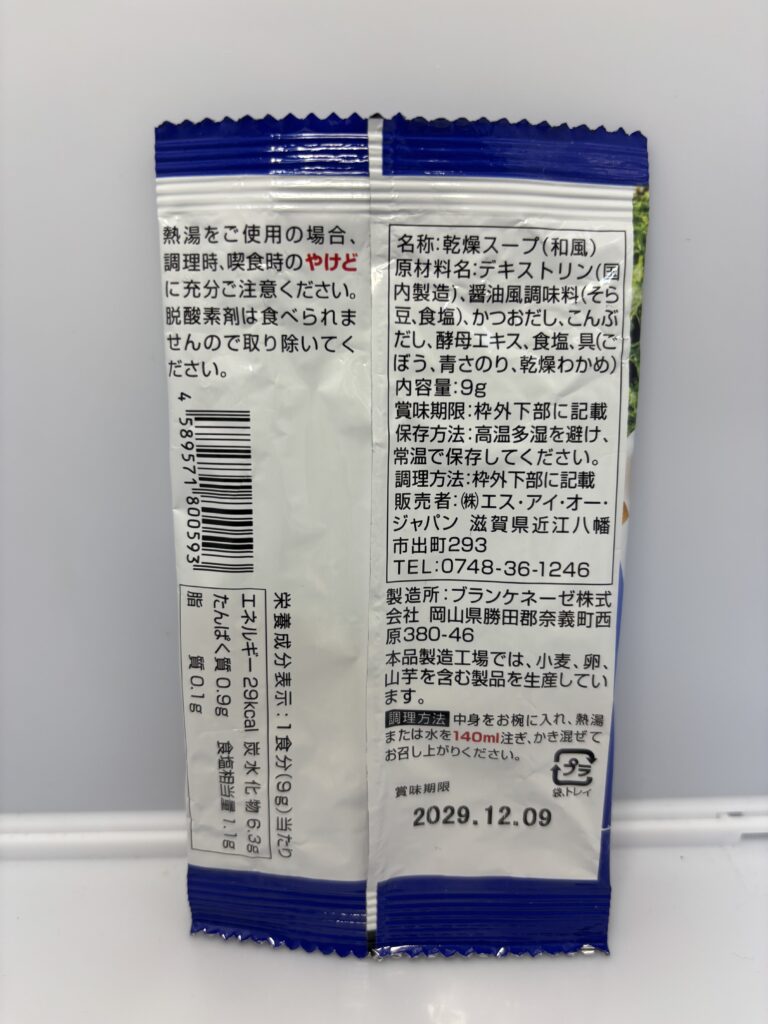 熱湯をご使用の場合、
調理時、喫食時のやけど
に充分ご注意ください。
脱酸素剤は食べられま
せんので取り除いてく
ださい。
4 589571 800593
栄養成分表示:1食分(9g)当たり
エネルギー 29kcal 炭水化物 6.3g
たんぱく質 0.9g 食塩相当量 1.1g
脂質 0.1g
名称:乾燥スープ(和風)
原材料名:デキストリン(国
内製造)、醤油風調味料(そら
豆、食塩)、かつおだし、こんぶ
だし、酵母エキス、食塩、具(ご
ぼう、青さのり、乾燥わかめ)
内容量:9g
賞味期限:枠外下部に記載
保存方法:高温多湿を避け、
常温で保存してください。
調理方法:枠外下部に記載
販売者:㈱エス・アイ・オー・
ジャパン 滋賀県近江八幡
市出町293
TEL:0748-36-1246
製造所:ブランケネーゼ株式
会社 岡山県勝田郡奈義町西
原380-46
本品製造工場では、小麦、卵、
山芋を含む製品を生産してい
ます。
調理方法 中身をお椀に入れ、熱湯
または水を140ml注ぎ、かき混ぜて
お召し上がりください。
プラ
袋、トレイ
賞味期限
2029.12.09